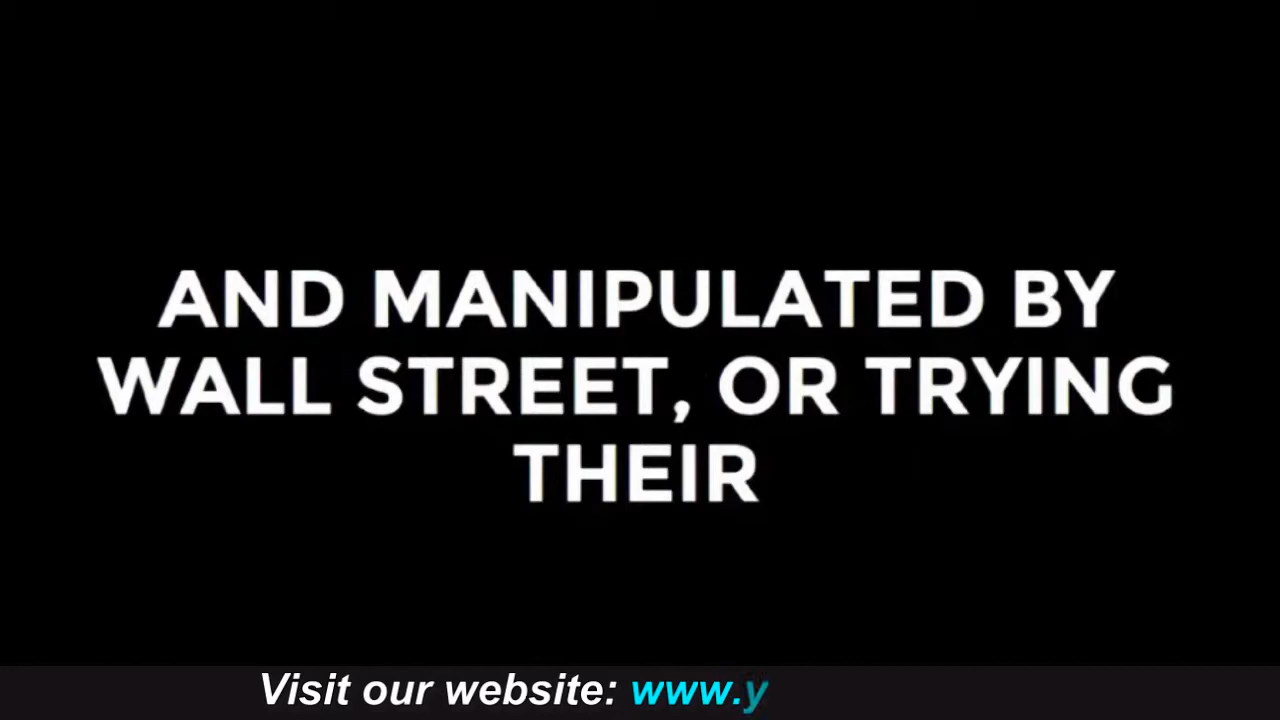 AND MANIPULATED BY
WALL STREET, OR TRYING
THEIR
Visit our website: www.y